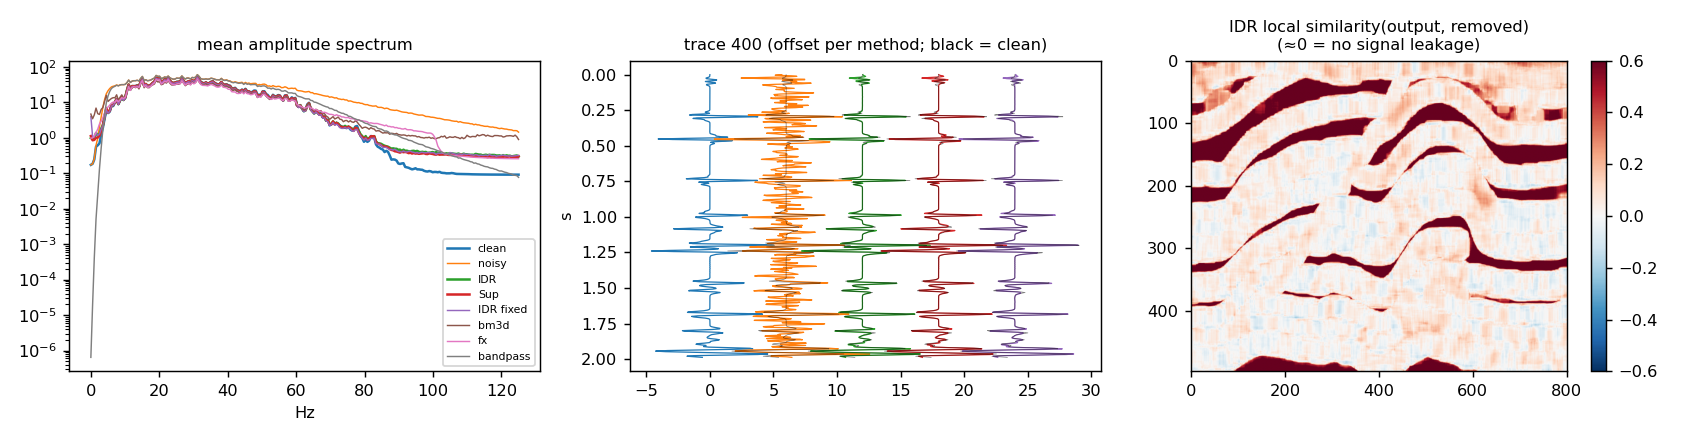 mean amplitude spectrum
10²
10¹
10⁰
10⁻¹
10⁻²
10⁻³
10⁻⁴
10⁻⁵
10⁻⁶
clean
noisy
IDR
Sup
IDR fixed
bm3d
fx
bandpass
0 20 40 60 80 100 120
Hz
trace 400 (offset per method; black = clean)
s
0.00
0.25
0.50
0.75
1.00
1.25
1.50
1.75
2.00
−5 0 5 10 15 20 25 30
IDR local similarity(output, removed)
(≈0 = no signal leakage)
0
100
200
300
400
0 200 400 600 800
0.6
0.4
0.2
0.0
−0.2
−0.4
−0.6